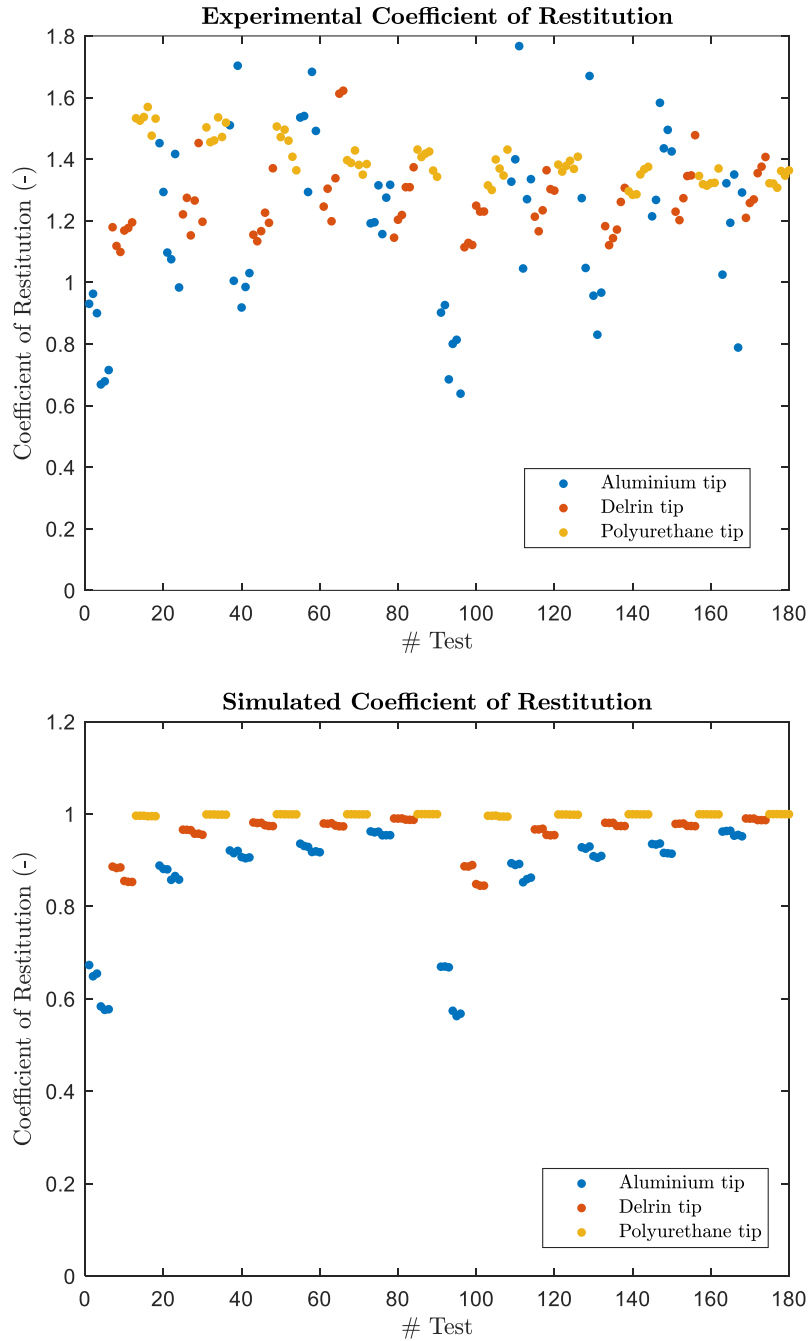 Experimental Coefficient of Restitution
1.8
1.6
1.4
1.2
1
0.8
0.6
0.4
0.2
0
Coefficient of Restitution (-)
Aluminium tip
Delrin tip
Polyurethane tip
0 20 40 60 80 100 120 140 160 180
# Test
Simulated Coefficient of Restitution
1.2
1
0.8
0.6
0.4
0.2
0
Coefficient of Restitution (-)
Aluminium tip
Delrin tip
Polyurethane tip
0 20 40 60 80 100 120 140 160 180
# Test